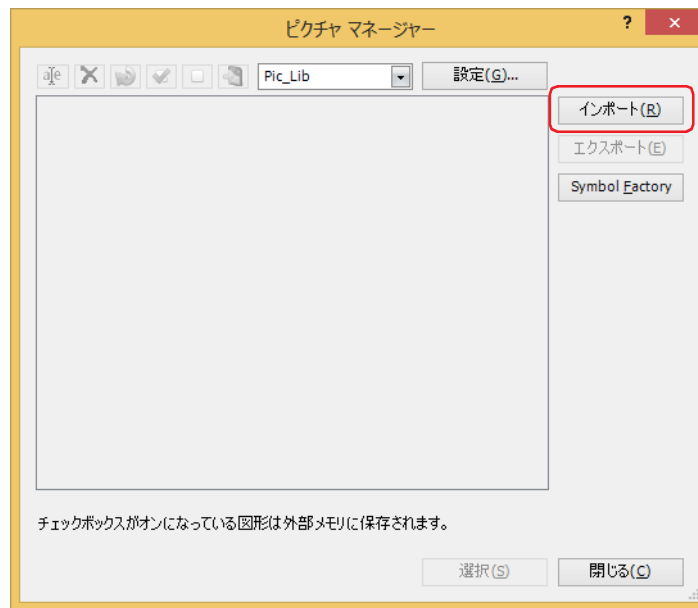 ピクチャ マネージャー
?
Pic_Lib
設定(G)...
インポート(R)
エクスポート(E)
Symbol Factory
チェックボックスがオンになっている図形は外部メモリに保存されます。
選択(S)
閉じる(C)